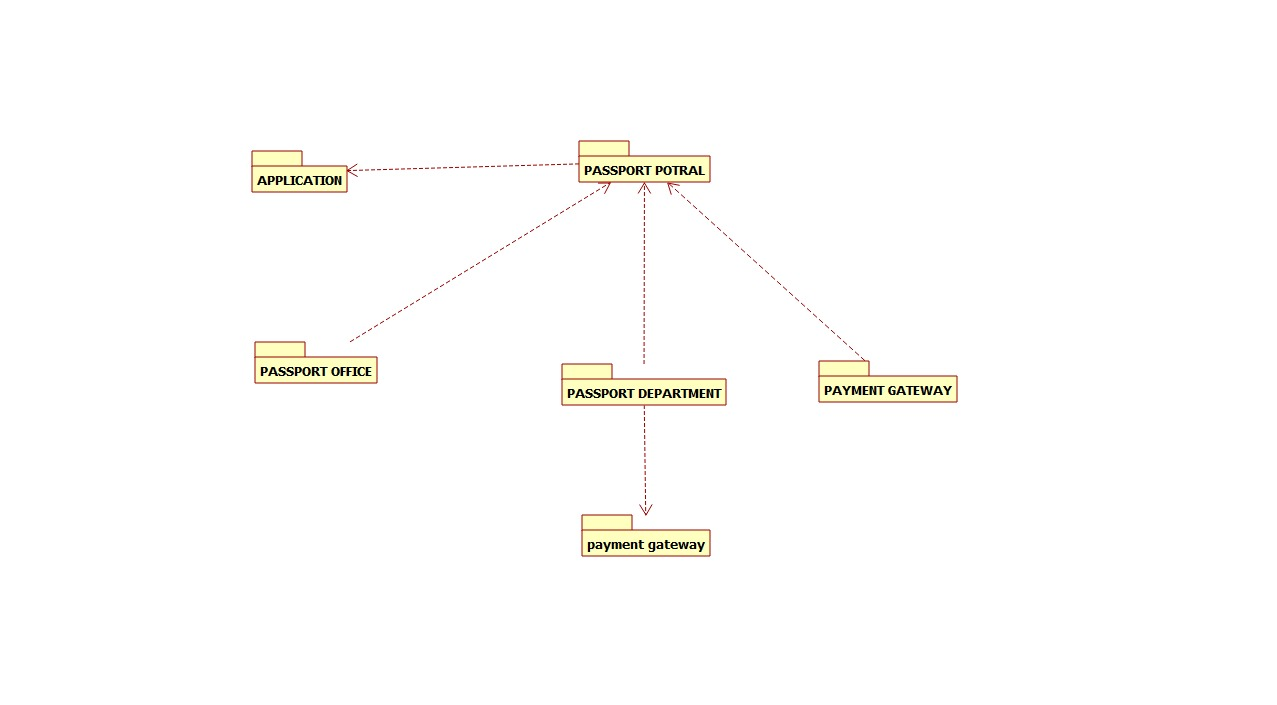 APPLICATION
PASSPORT POTRAL
PASSPORT OFFICE
PASSPORT DEPARTMENT
PAYMENT GATEWAY
payment gateway